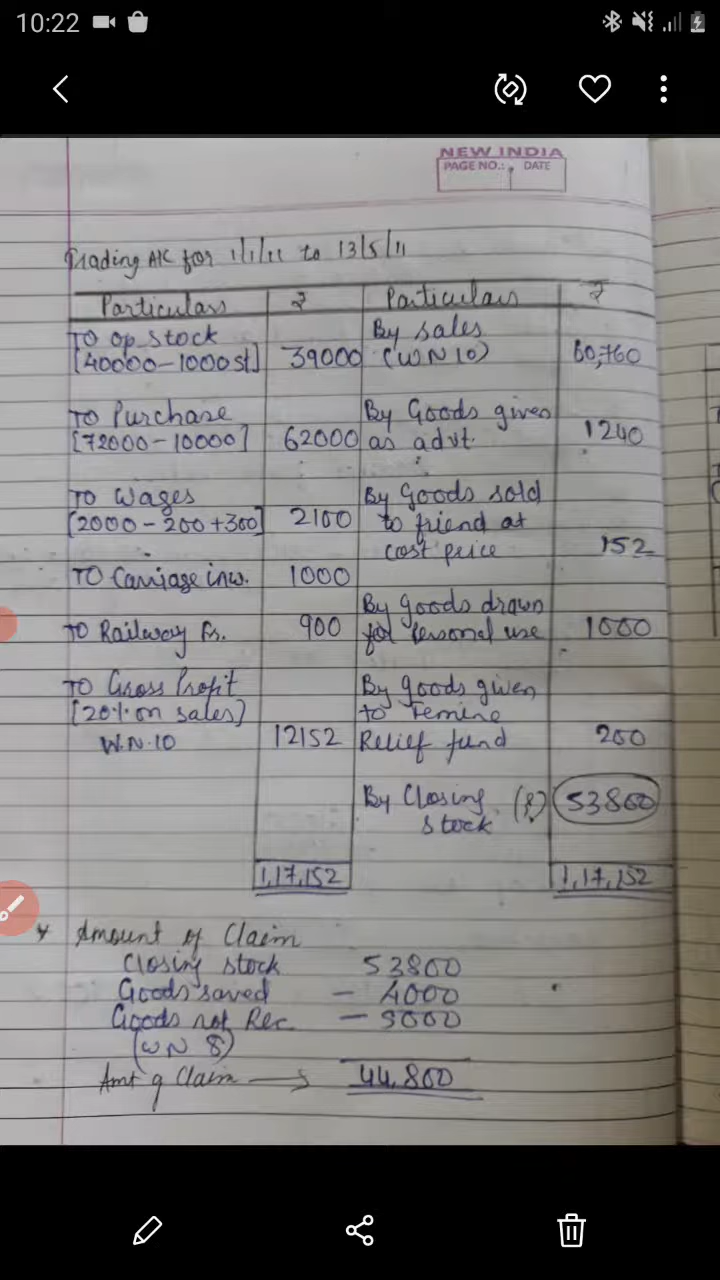 10:22
NEW INDIA
PAGE NO.: DATE
Trading A/C for 1/1/11 to 13/5/11
Particulars ₹ Particulars ₹
To op stock By sales
[40000-1000 st] 39000 (WN 10) 60,760
To Purchase By Goods given
[72000-10000] 62000 as advt. 1240
To Wages By Goods sold
[2000-200+300] 2100 to friend at
cost price 152
To Carriage inw. 1000
By goods drawn
To Railway Fr. 900 for Personal use 1000
To Gross Profit By goods given
[20% on sales] to Femine
W.N.10 12152 Relief fund 200
By Closing (?) 53800
stock
1,17,152 1,17,152
* Amount of Claim
Closing stock 53800
Goods saved - 4000
Goods not Rec. - 5000
(WN 8)
Amt of Claim → 44,800